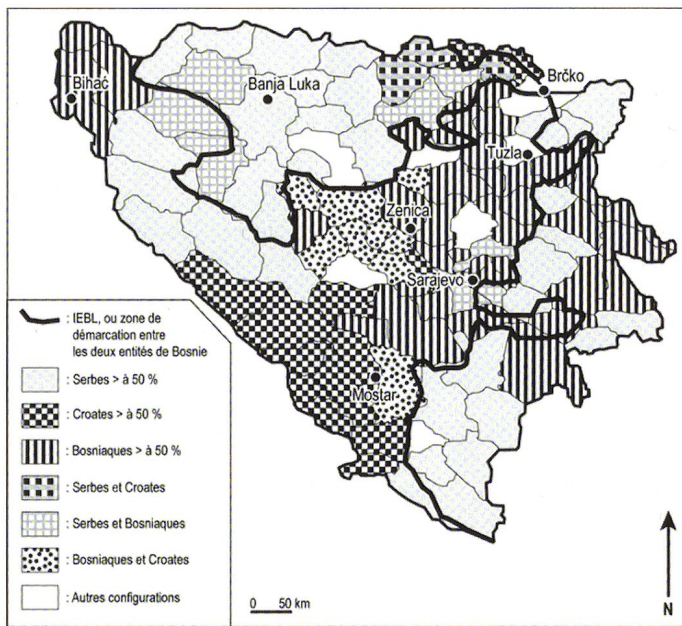 Bihać
Banja Luka
Brčko
Tuzla
Zenica
Sarajevo
Mostar
: IEBL, ou zone de
démarcation entre
les deux entités de Bosnie
: Serbes > à 50 %
: Croates > à 50 %
: Bosniaques > à 50 %
: Serbes et Croates
: Serbes et Bosniaques
: Bosniaques et Croates
: Autres configurations
0 50 km
N